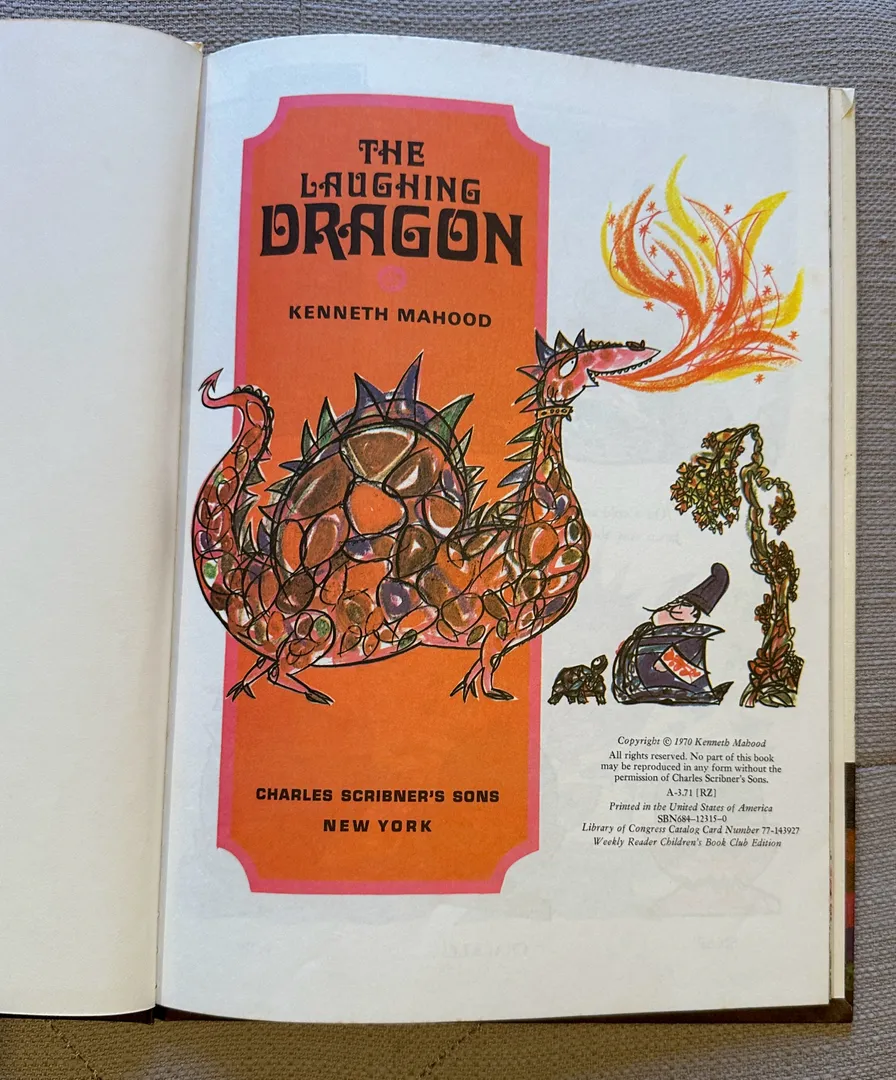 THE
LAUGHING
DRAGON
KENNETH MAHOOD
CHARLES SCRIBNER'S SONS
NEW YORK
Copyright © 1970 Kenneth Mahood
All rights reserved. No part of this book
may be reproduced in any form without the
permission of Charles Scribner's Sons.
A-3.71 [RZ]
Printed in the United States of America
SBN684-12315-0
Library of Congress Catalog Card Number 77-143927
Weekly Reader Children's Book Club Edition